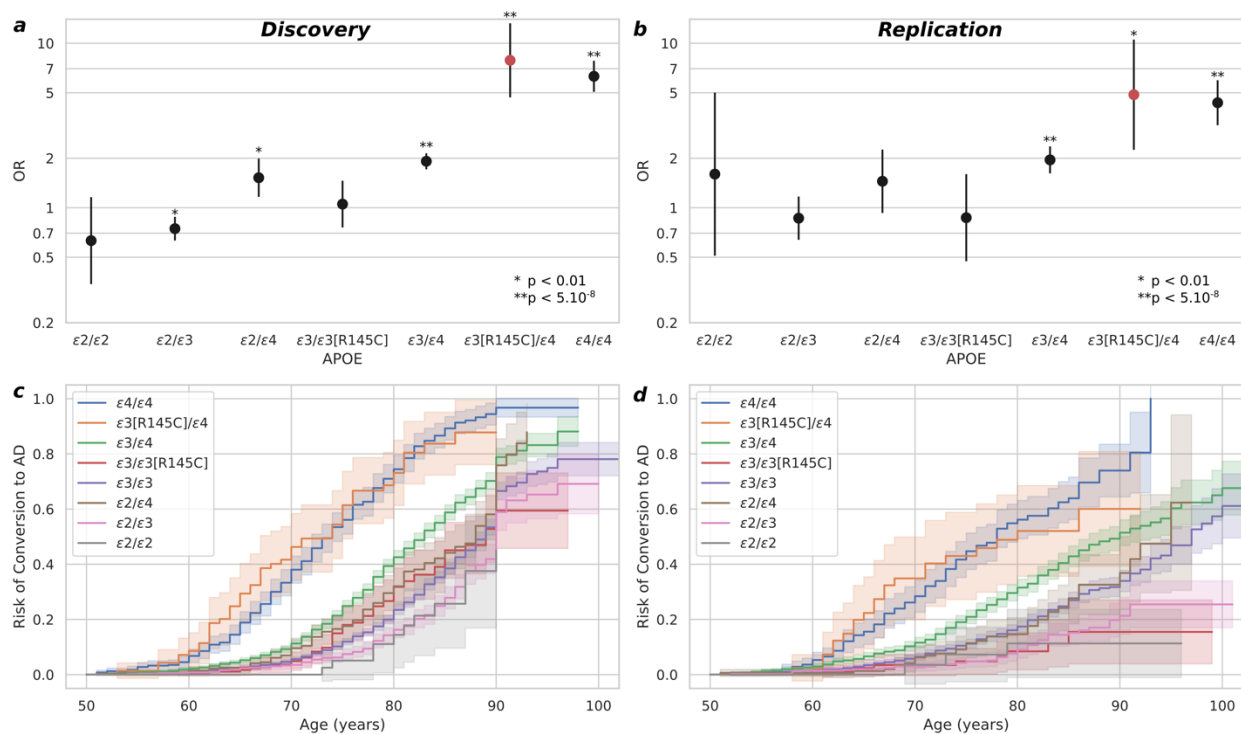 a
Discovery
OR
10
7
5
2
1
0.7
0.5
0.2
*
*
**
**
**
* p < 0.01
**p < 5.10⁻⁸
ε2/ε2 ε2/ε3 ε2/ε4 ε3/ε3[R145C] ε3/ε4 ε3[R145C]/ε4 ε4/ε4
APOE
b
Replication
OR
10
7
5
2
1
0.7
0.5
0.2
**
*
**
* p < 0.01
**p < 5.10⁻⁸
ε2/ε2 ε2/ε3 ε2/ε4 ε3/ε3[R145C] ε3/ε4 ε3[R145C]/ε4 ε4/ε4
APOE
c
Risk of Conversion to AD
1.0
0.8
0.6
0.4
0.2
0.0
ε4/ε4
ε3[R145C]/ε4
ε3/ε4
ε3/ε3[R145C]
ε3/ε3
ε2/ε4
ε2/ε3
ε2/ε2
50 60 70 80 90 100
Age (years)
d
Risk of Conversion to AD
1.0
0.8
0.6
0.4
0.2
0.0
ε4/ε4
ε3[R145C]/ε4
ε3/ε4
ε3/ε3[R145C]
ε3/ε3
ε2/ε4
ε2/ε3
ε2/ε2
50 60 70 80 90 100
Age (years)